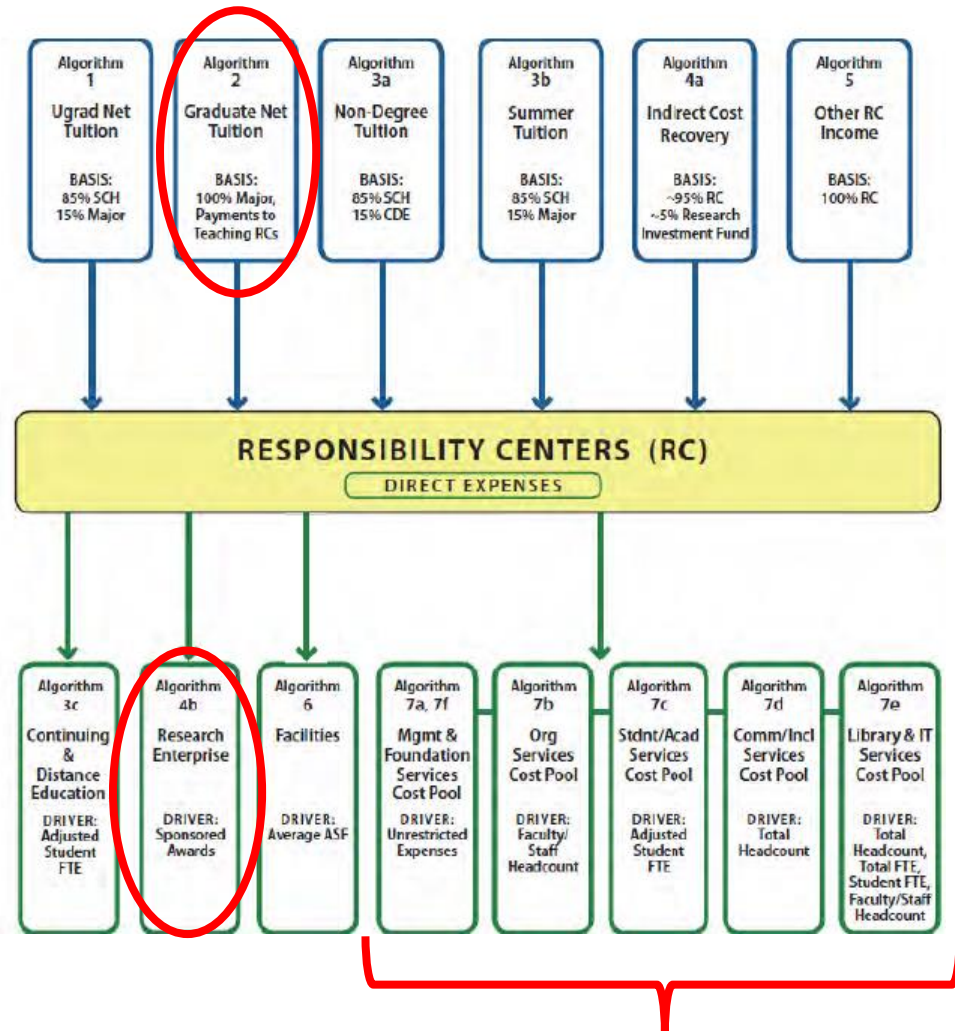 Algorithm
1
Ugrad Net
Tuition
BASIS:
85% SCH
15% Major
Algorithm
2
Graduate Net
Tuition
BASIS:
100% Major,
Payments to
Teaching RCs
Algorithm
3a
Non-Degree
Tuition
BASIS:
85% SCH
15% CDE
Algorithm
3b
Summer
Tuition
BASIS:
85% SCH
15% Major
Algorithm
4a
Indirect Cost
Recovery
BASIS:
~95% RC
~5% Research
Investment Fund
Algorithm
5
Other RC
Income
BASIS:
100% RC
RESPONSIBILITY CENTERS (RC)
DIRECT EXPENSES
Algorithm
3c
Continuing
&
Distance
Education
DRIVER:
Adjusted
Student
FTE
Algorithm
4b
Research
Enterprise
DRIVER:
Sponsored
Awards
Algorithm
6
Facilities
DRIVER:
Average ASF
Algorithm
7a, 7f
Mgmt &
Foundation
Services
Cost Pool
DRIVER:
Unrestricted
Expenses
Algorithm
7b
Org
Services
Cost Pool
DRIVER:
Faculty/
Staff
Headcount
Algorithm
7c
Stdnt/Acad
Services
Cost Pool
DRIVER:
Adjusted
Student
FTE
Algorithm
7d
Comm/Incl
Services
Cost Pool
DRIVER:
Total
Headcount
Algorithm
7e
Library & IT
Services
Cost Pool
DRIVER:
Total
Headcount,
Total FTE,
Student FTE,
Faculty/Staff
Headcount